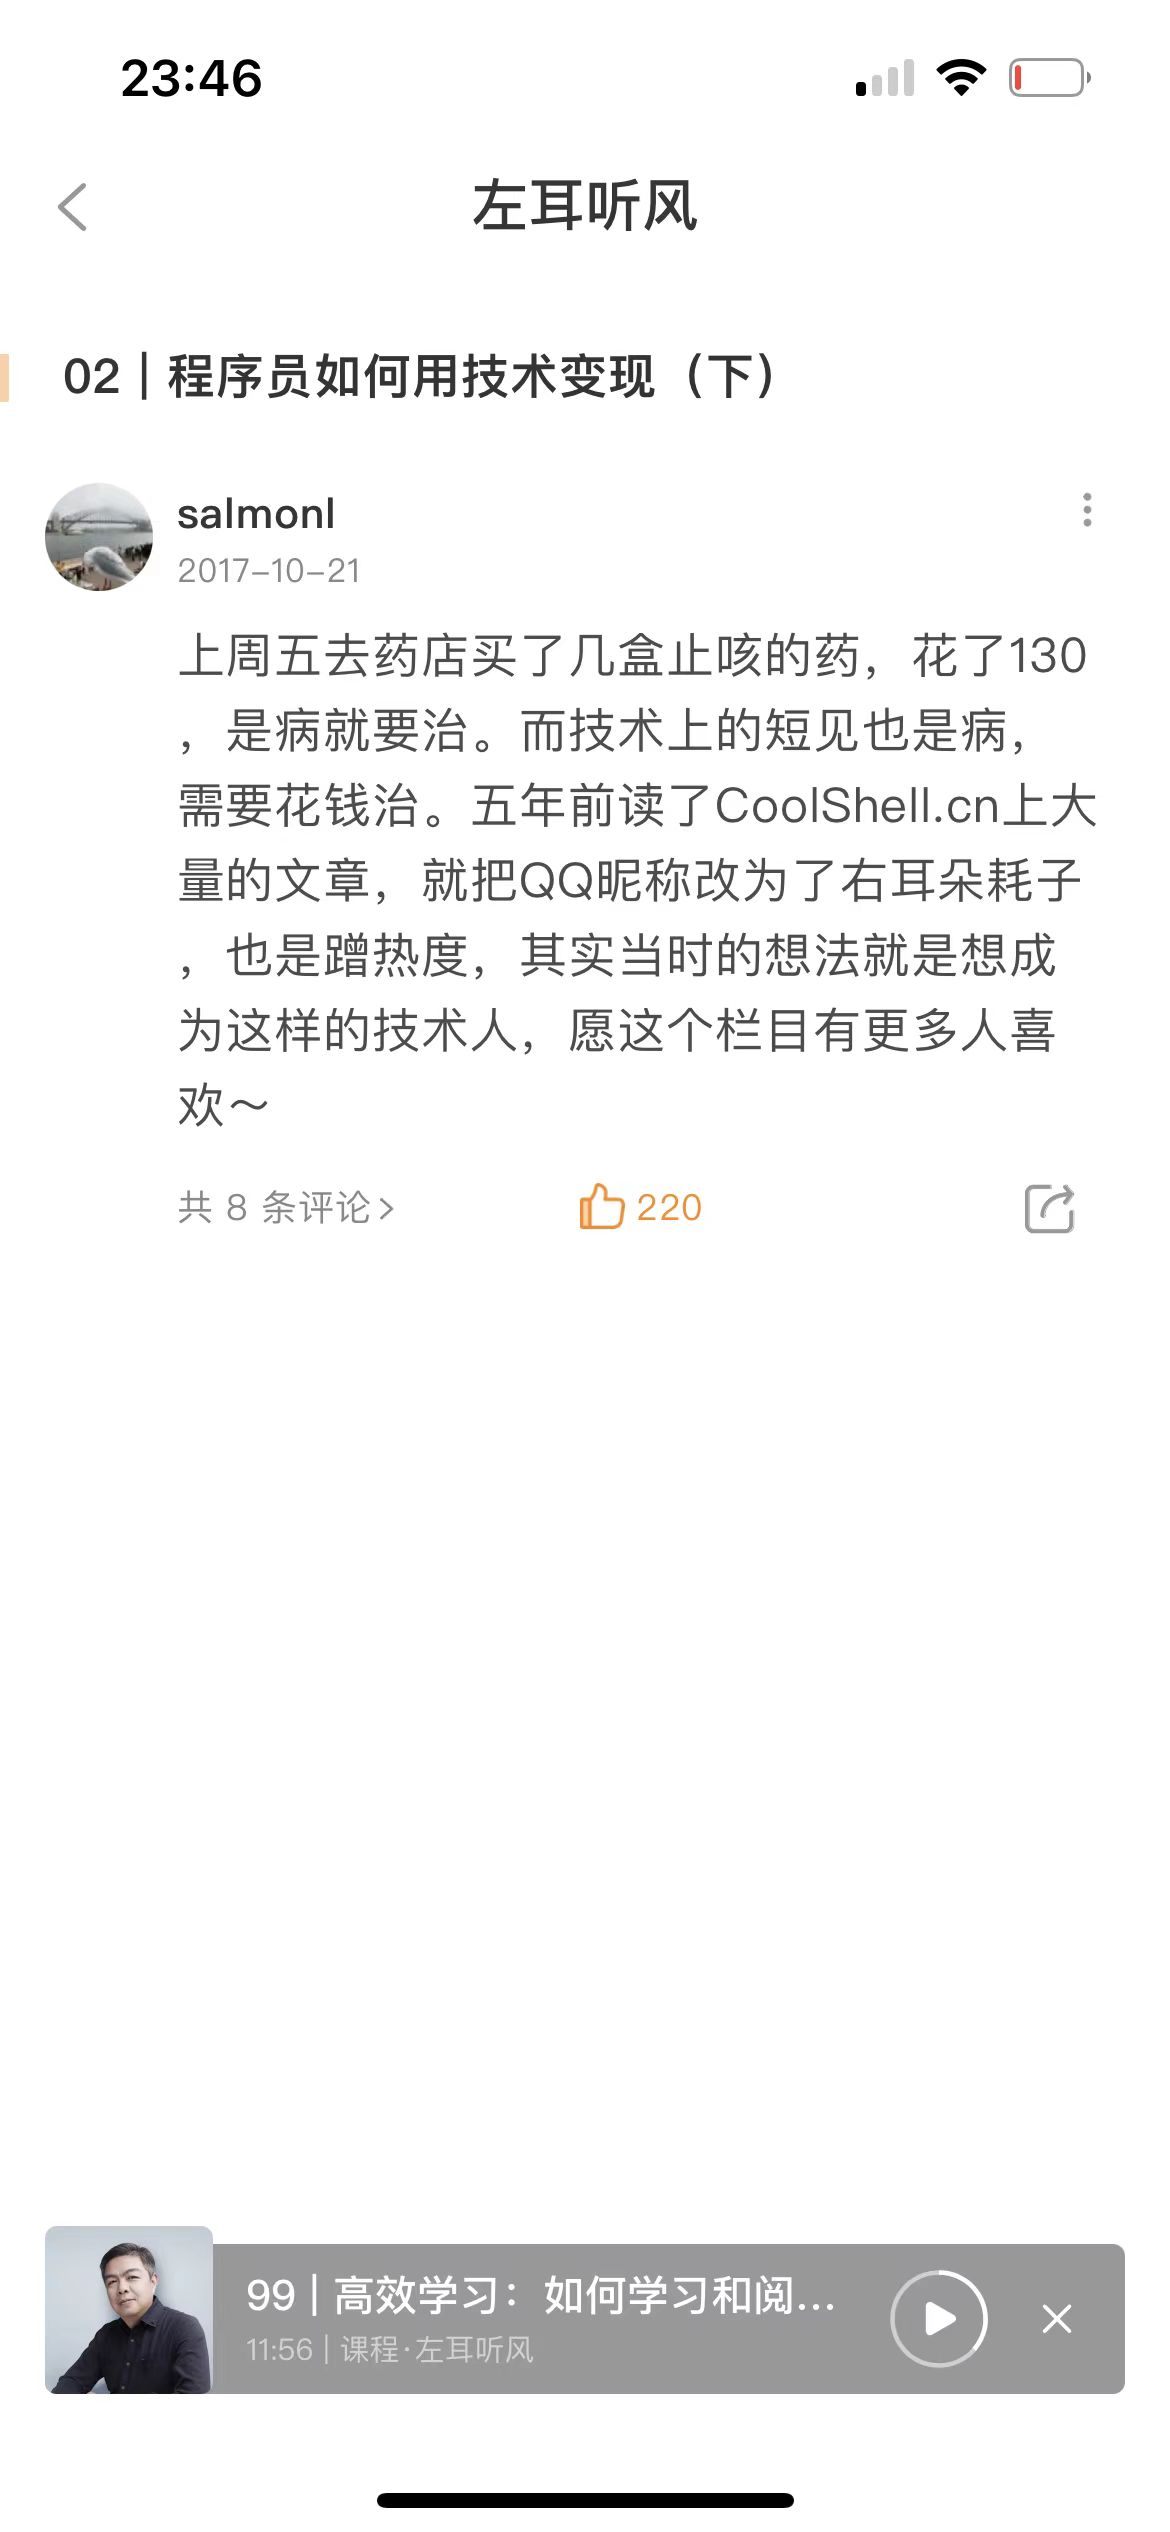 23:46
左耳听风
02 | 程序员如何用技术变现（下）
salmonl
2017-10-21
上周五去药店买了几盒止咳的药，花了130
，是病就要治。而技术上的短见也是病，
需要花钱治。五年前读了CoolShell.cn上大
量的文章，就把QQ昵称改为了右耳朵耗子
，也是蹭热度，其实当时的想法就是想成
为这样的技术人，愿这个栏目有更多人喜
欢～
共 8 条评论 >
220
99 | 高效学习：如何学习和阅...
11:56 | 课程·左耳听风